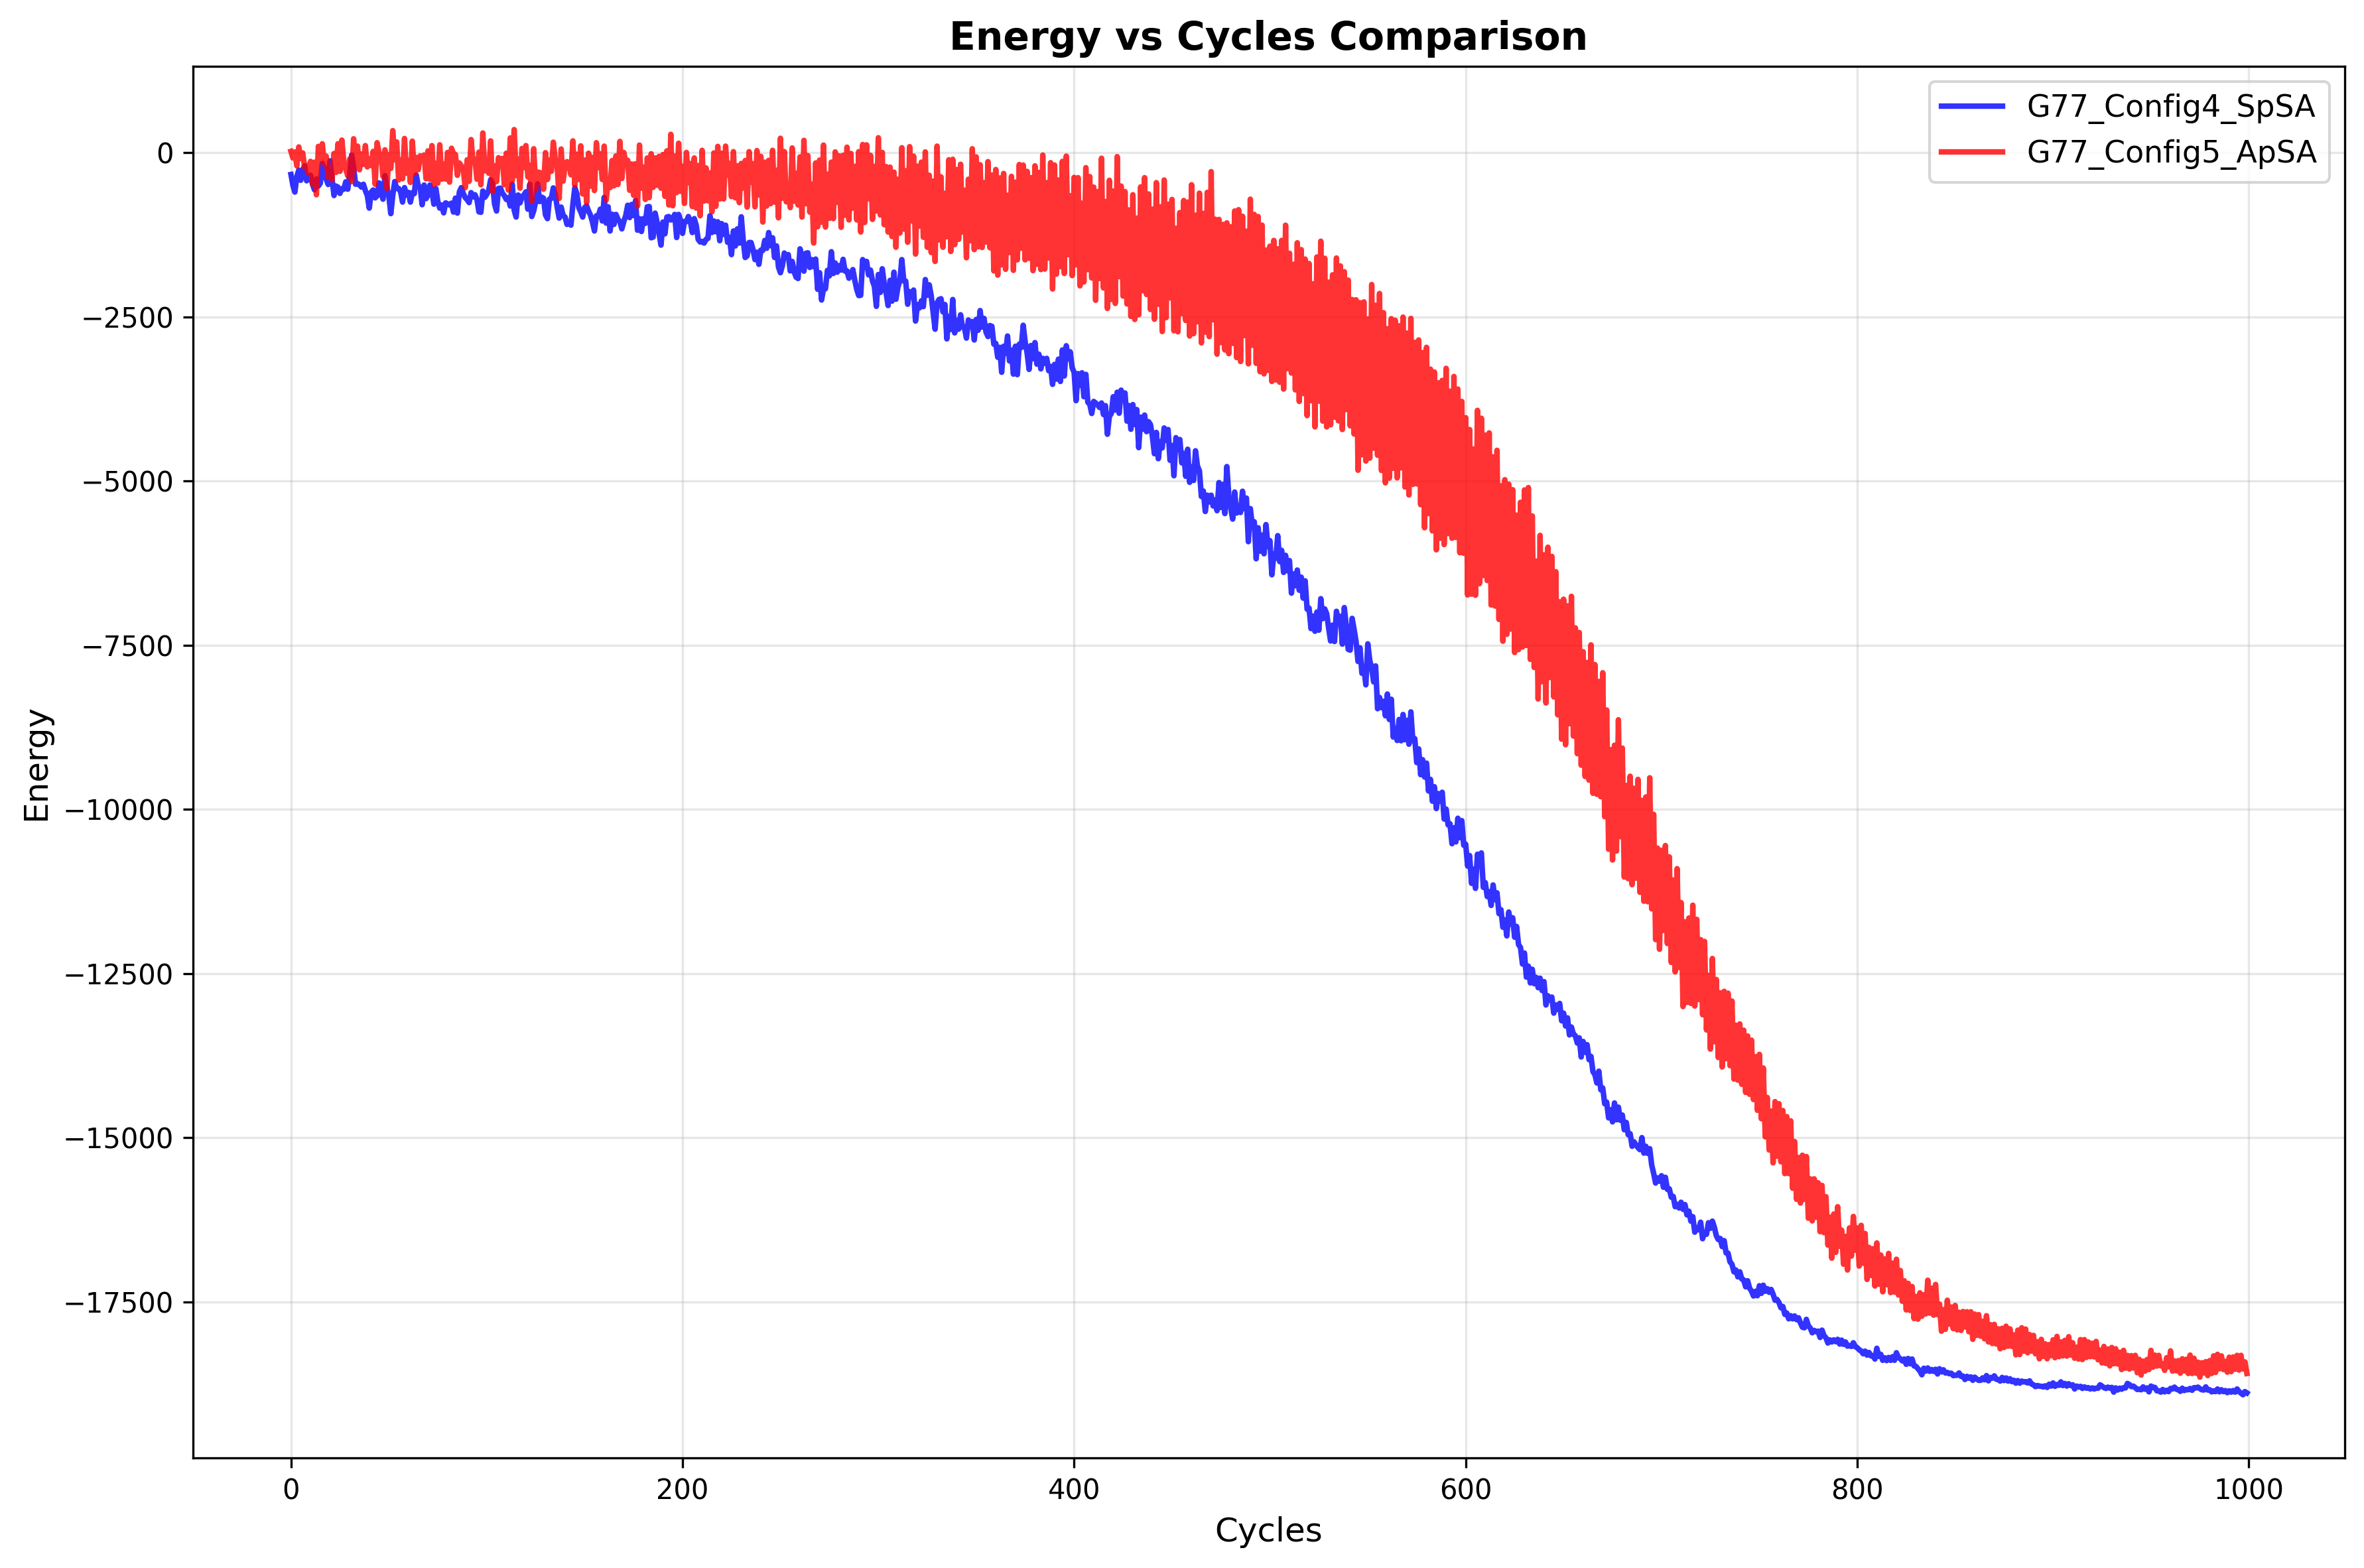 Energy vs Cycles Comparison
G77_Config4_SpSA
G77_Config5_ApSA
Energy
0
−2500
−5000
−7500
−10000
−12500
−15000
−17500
0 200 400 600 800 1000
Cycles